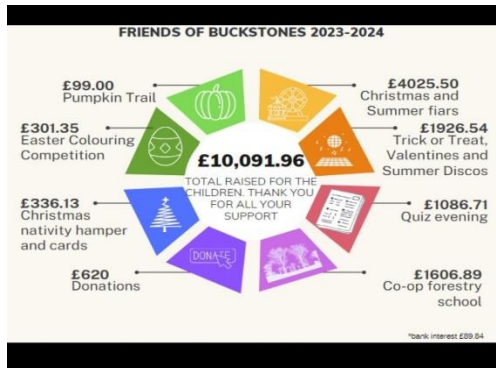 FRIENDS OF BUCKSTONES 2023-2024
£99.00
Pumpkin Trail
£4025.50
Christmas and
Summer fiars
£301.35
Easter Colouring
Competition
£1926.54
Trick or Treat,
Valentines and
Summer Discos
£10,091.96
TOTAL RAISED FOR THE
CHILDREN. THANK YOU
FOR ALL YOUR
SUPPORT
£336.13
Christmas
nativity hamper
and cards
£1086.71
Quiz evening
DONATE
£620
Donations
£1606.89
Co-op forestry
school
*bank interest £89.84